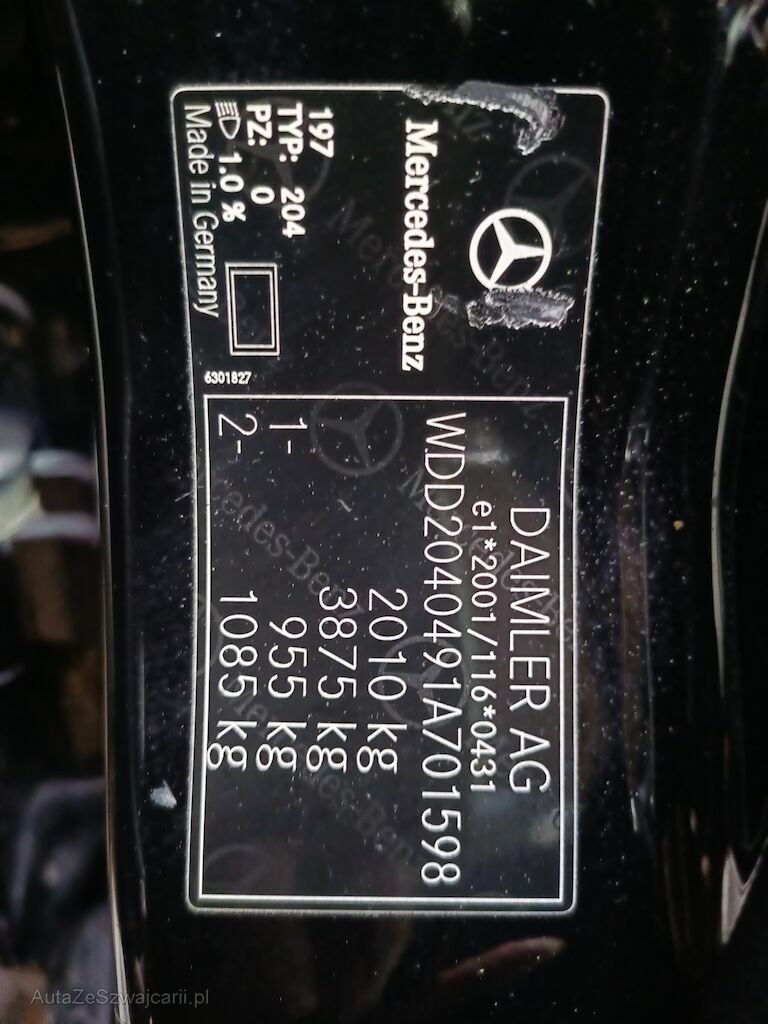 Mercedes-Benz
197
TYP: 204
PZ: 0
1.0 %
Made in Germany
6301827
DAIMLER AG
e1*2001/116*0431
WDD2040491A701598
2010 kg
3875 kg
1- 955 kg
2- 1085 kg
AutaZeSzwajcarii.pl